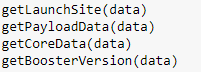 getLaunchSite(data)
getPayloadData(data)
getCoreData(data)
getBoosterVersion(data)